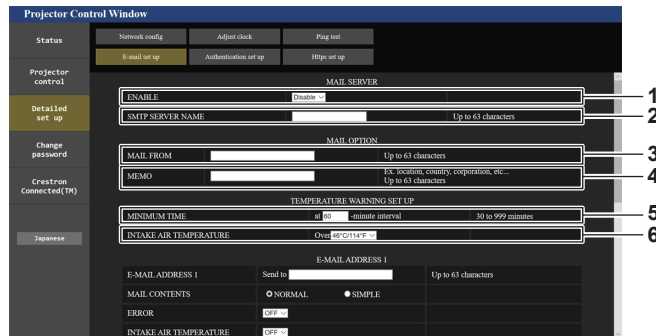 Projector Control Window
Status
Network config
Adjust clock
Ping test
E-mail set up
Authentication set up
Https set up
Projector
control
Detailed
set up
Change
password
Crestron
Connected(TM)
Japanese
MAIL SERVER
ENABLE Disable 1
SMTP SERVER NAME Up to 63 characters 2
MAIL OPTION
MAIL FROM Up to 63 characters 3
MEMO Ex. location, country, corporation, etc... 4
Up to 63 characters
TEMPERATURE WARNING SET UP
MINIMUM TIME at 60 -minute interval 30 to 999 minutes 5
INTAKE AIR TEMPERATURE Over 46°C/114°F 6
E-MAIL ADDRESS 1
E-MAIL ADDRESS 1 Send to Up to 63 characters
MAIL CONTENTS NORMAL SIMPLE
ERROR OFF
INTAKE AIR TEMPERATURE OFF